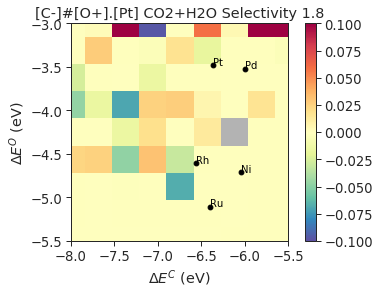 [C-]#[O+].[Pt] CO2+H2O Selectivity 1.8
−3.0
−3.5
−4.0
−4.5
−5.0
−5.5
ΔE^O (eV)
Pt
Pd
Rh
Ni
Ru
−8.0 −7.5 −7.0 −6.5 −6.0 −5.5
ΔE^C (eV)
0.100
0.075
0.050
0.025
0.000
−0.025
−0.050
−0.075
−0.100